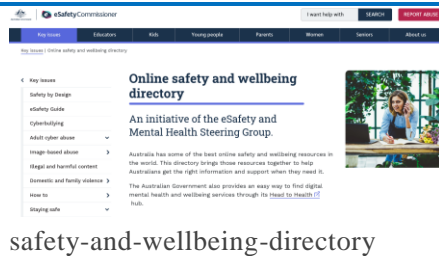 eSafetyCommissioner
I want help with
SEARCH
REPORT ABUSE
Key Issues
Educators
Kids
Young people
Parents
Women
Seniors
About us
Key Issues / Online safety and wellbeing directory
Key Issues
Safety by Design
eSafety Guide
Cyberbullying
Adult cyber abuse
Image-based abuse
Illegal and harmful content
Domestic and family violence
How to
Staying safe
Online safety and wellbeing
directory
An initiative of the eSafety and
Mental Health Steering Group.
Australia has some of the best online safety and wellbeing resources in
the world. This directory brings those resources together to help
Australians get the right information and support when they need it.
The Australian Government also provides an easy way to find digital
mental health and wellbeing services through its Head to Health
hub.
safety-and-wellbeing-directory